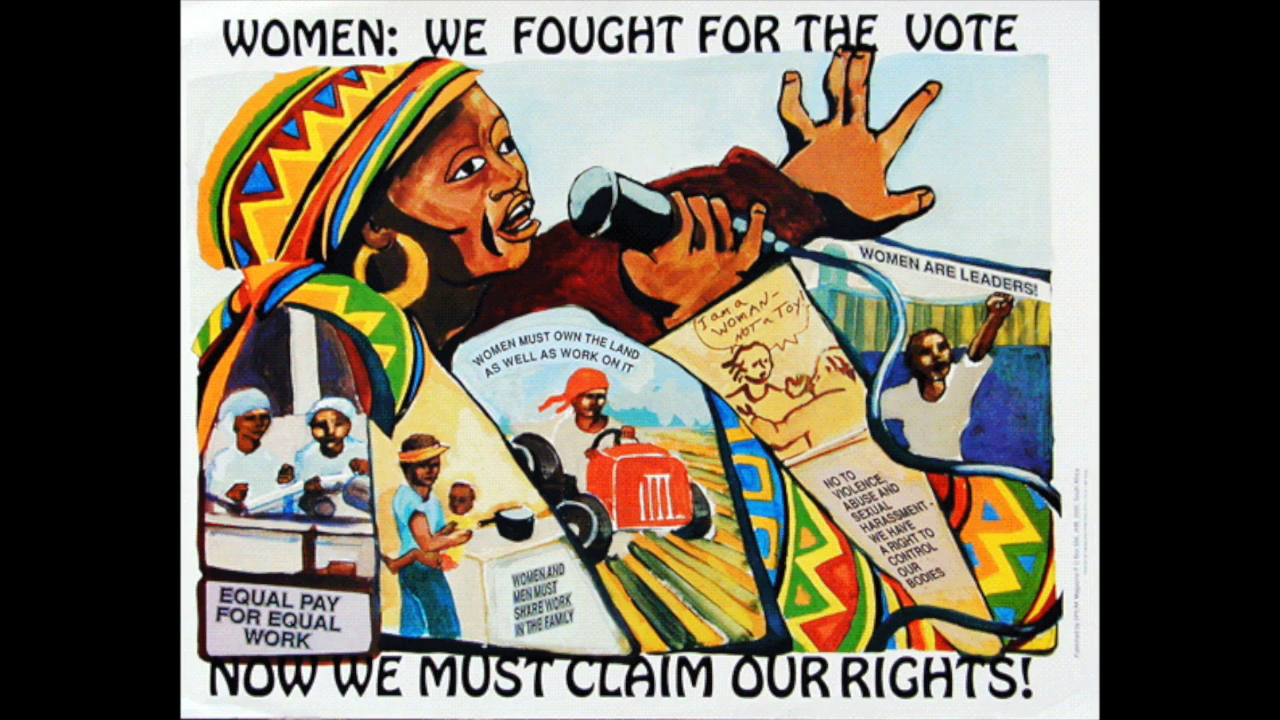 WOMEN: WE FOUGHT FOR THE VOTE
WOMEN ARE LEADERS!
I am a
WOMAN-
NOT a TOY!
WOMEN MUST OWN THE LAND
AS WELL AS WORK ON IT
NO TO
VIOLENCE,
ABUSE AND
SEXUAL
HARASSMENT-
WE HAVE
A RIGHT TO
CONTROL
OUR
BODIES
WOMEN AND
MEN MUST
SHARE WORK
IN THE FAMILY
EQUAL PAY
FOR EQUAL
WORK
NOW WE MUST CLAIM OUR RIGHTS!